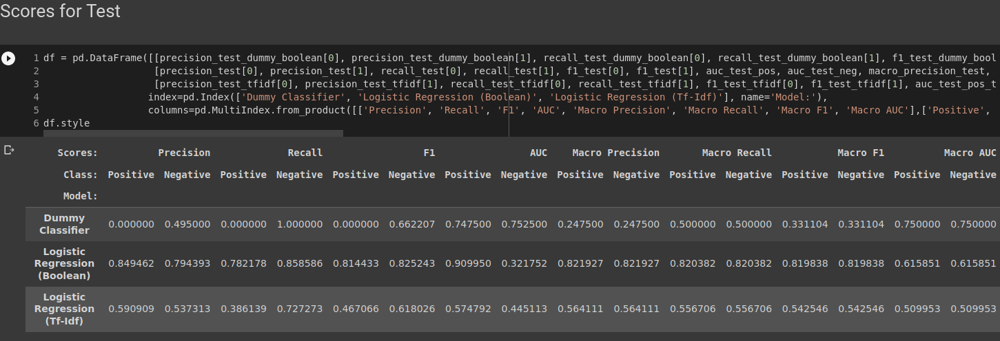 Scores for Test
1 df = pd.DataFrame([[precision_test_dummy_boolean[0], precision_test_dummy_boolean[1], recall_test_dummy_boolean[0], recall_test_dummy_boolean[1], f1_test_dummy_bool
2 [precision_test[0], precision_test[1], recall_test[0], recall_test[1], f1_test[0], f1_test[1], auc_test_pos, auc_test_neg, macro_precision_test,
3 [precision_test_tfidf[0], precision_test_tfidf[1], recall_test_tfidf[0], recall_test_tfidf[1], f1_test_tfidf[0], f1_test_tfidf[1], auc_test_pos_t
4 index=pd.Index(['Dummy Classifier', 'Logistic Regression (Boolean)', 'Logistic Regression (Tf-Idf)'], name='Model:'),
5 columns=pd.MultiIndex.from_product([['Precision', 'Recall', 'F1', 'AUC', 'Macro Precision', 'Macro Recall', 'Macro F1', 'Macro AUC'],['Positive',
6 df.style
Scores: Precision Recall F1 AUC Macro Precision Macro Recall Macro F1 Macro AUC
Class: Positive Negative Positive Negative Positive Negative Positive Negative Positive Negative Positive Negative Positive Negative Positive Negative
Model:
Dummy
Classifier
0.000000 0.495000 0.000000 1.000000 0.000000 0.662207 0.747500 0.752500 0.247500 0.247500 0.500000 0.500000 0.331104 0.331104 0.750000 0.750000
Logistic
Regression
(Boolean)
0.849462 0.794393 0.782178 0.858586 0.814433 0.825243 0.909950 0.321752 0.821927 0.821927 0.820382 0.820382 0.819838 0.819838 0.615851 0.615851
Logistic
Regression
(Tf-Idf)
0.590909 0.537313 0.386139 0.727273 0.467066 0.618026 0.574792 0.445113 0.564111 0.564111 0.556706 0.556706 0.542546 0.542546 0.509953 0.509953